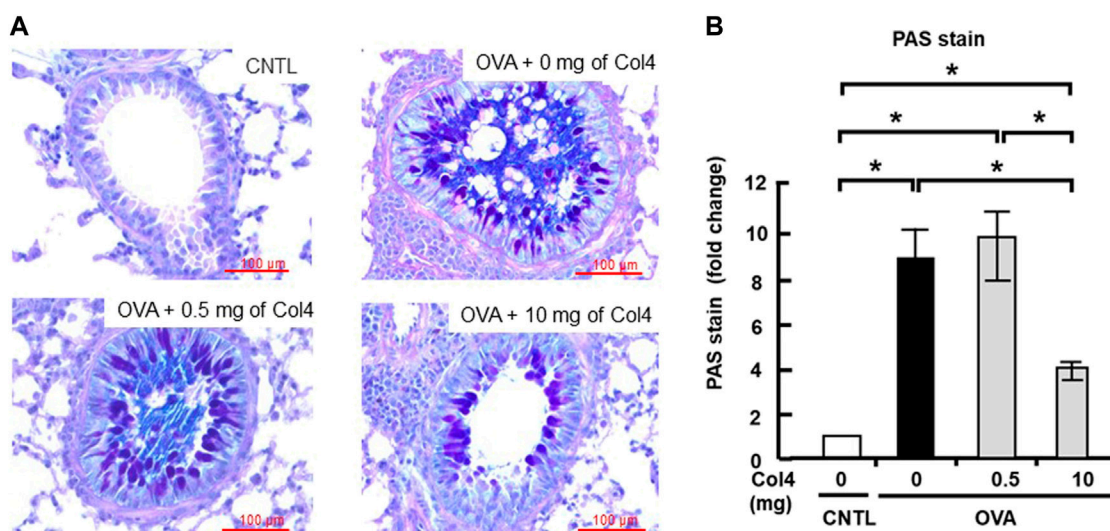 A
CNTL
100 µm
OVA + 0 mg of Col4
100 µm
OVA + 0.5 mg of Col4
100 µm
OVA + 10 mg of Col4
100 µm
B
PAS stain
*
* *
* *
PAS stain (fold change)
12
10
8
6
4
2
0
Col4 0 0 0.5 10
(mg)
CNTL OVA